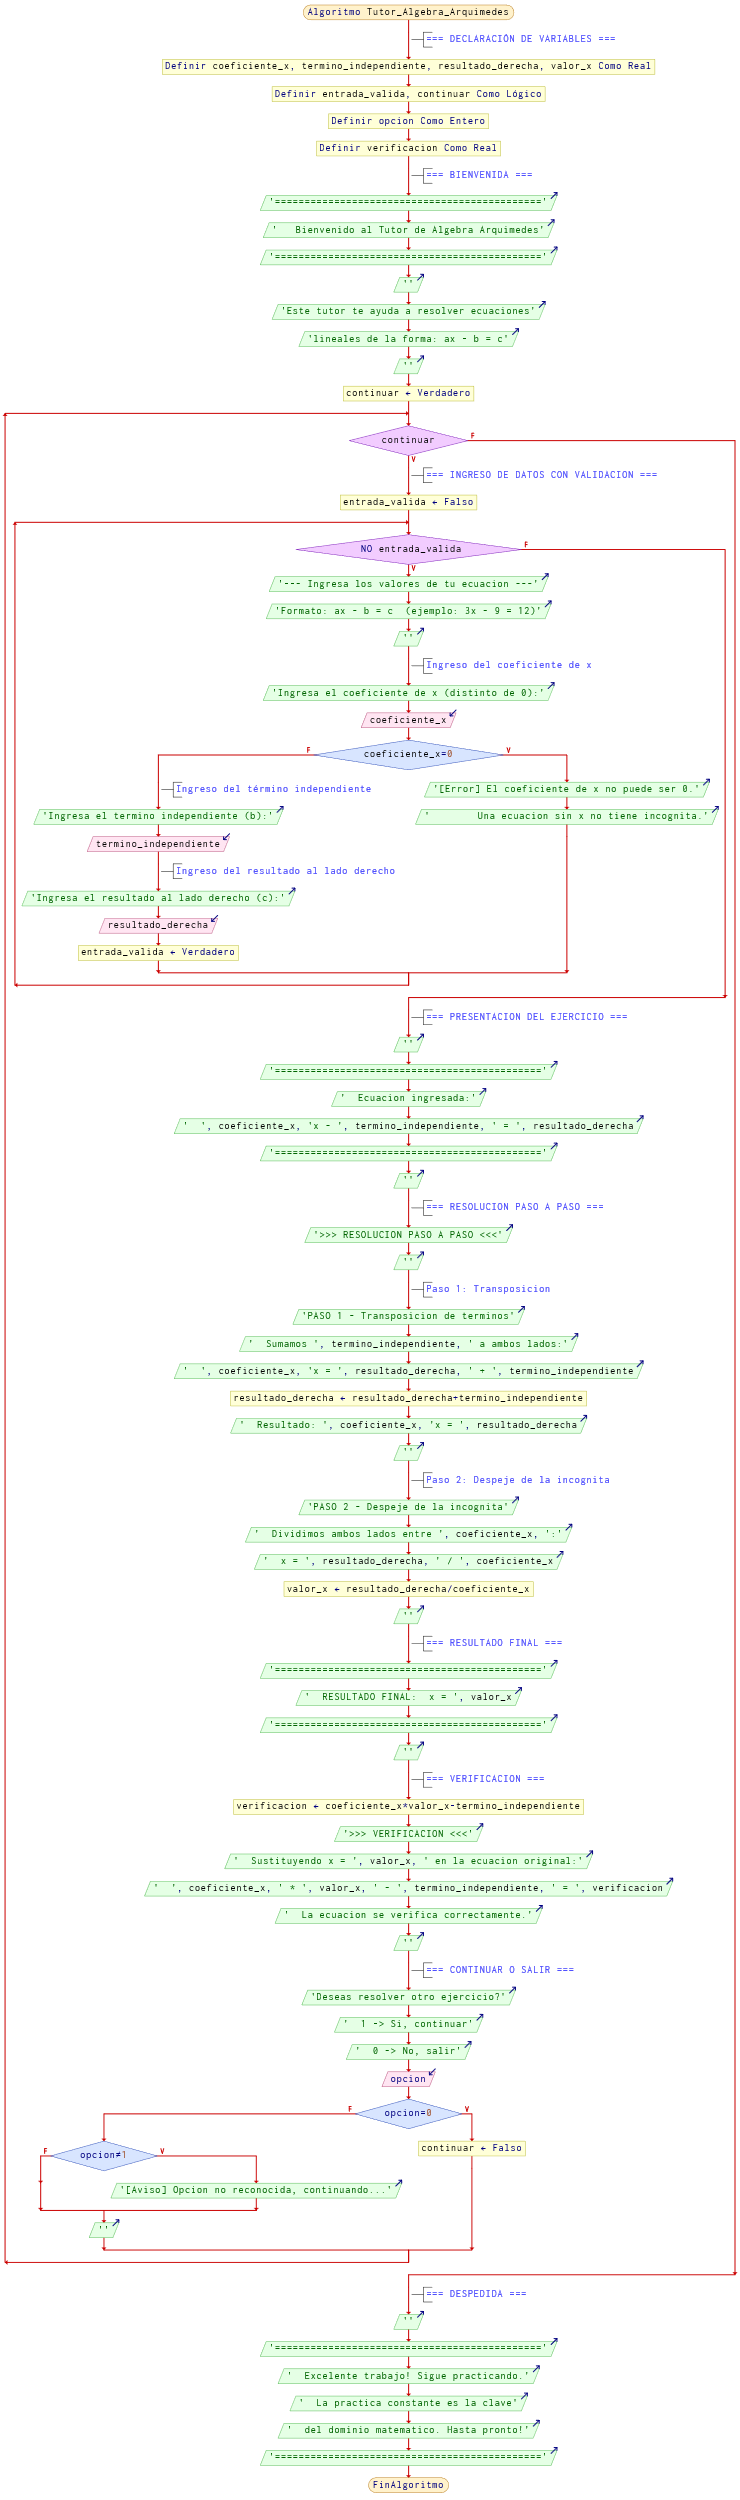 Algoritmo Tutor_Algebra_Arquimedes
=== DECLARACIÓN DE VARIABLES ===
Definir coeficiente_x, termino_independiente, resultado_derecha, valor_x Como Real
Definir entrada_valida, continuar Como Lógico
Definir opcion Como Entero
Definir verificacion Como Real
=== BIENVENIDA ===
'============================================='
'   Bienvenido al Tutor de Algebra Arquimedes'
'============================================='
''
'Este tutor te ayuda a resolver ecuaciones'
'lineales de la forma: ax - b = c'
''
continuar ← Verdadero
continuar
F
V
=== INGRESO DE DATOS CON VALIDACION ===
entrada_valida ← Falso
NO entrada_valida
F
V
'--- Ingresa los valores de tu ecuacion ---'
'Formato: ax - b = c  (ejemplo: 3x - 9 = 12)'
''
Ingreso del coeficiente de x
'Ingresa el coeficiente de x (distinto de 0):'
coeficiente_x
F coeficiente_x=0 V
Ingreso del término independiente
'[Error] El coeficiente de x no puede ser 0.'
'Ingresa el termino independiente (b):'
'        Una ecuacion sin x no tiene incognita.'
termino_independiente
Ingreso del resultado al lado derecho
'Ingresa el resultado al lado derecho (c):'
resultado_derecha
entrada_valida ← Verdadero
=== PRESENTACION DEL EJERCICIO ===
''
'============================================='
'  Ecuacion ingresada:'
'  ', coeficiente_x, 'x - ', termino_independiente, ' = ', resultado_derecha
'============================================='
''
=== RESOLUCION PASO A PASO ===
'>>> RESOLUCION PASO A PASO <<<'
''
Paso 1: Transposicion
'PASO 1 - Transposicion de terminos'
'  Sumamos ', termino_independiente, ' a ambos lados:'
'  ', coeficiente_x, 'x = ', resultado_derecha, ' + ', termino_independiente
resultado_derecha ← resultado_derecha+termino_independiente
'  Resultado: ', coeficiente_x, 'x = ', resultado_derecha
''
Paso 2: Despeje de la incognita
'PASO 2 - Despeje de la incognita'
'  Dividimos ambos lados entre ', coeficiente_x, ':'
'  x = ', resultado_derecha, ' / ', coeficiente_x
valor_x ← resultado_derecha/coeficiente_x
''
=== RESULTADO FINAL ===
'============================================='
'  RESULTADO FINAL:  x = ', valor_x
'============================================='
''
=== VERIFICACION ===
verificacion ← coeficiente_x*valor_x-termino_independiente
'>>> VERIFICACION <<<'
'  Sustituyendo x = ', valor_x, ' en la ecuacion original:'
'  ', coeficiente_x, ' * ', valor_x, ' - ', termino_independiente, ' = ', verificacion
'  La ecuacion se verifica correctamente.'
''
=== CONTINUAR O SALIR ===
'Deseas resolver otro ejercicio?'
'  1 -> Si, continuar'
'  0 -> No, salir'
opcion
F opcion=0 V
F opcion≠1 V
continuar ← Falso
'[Aviso] Opcion no reconocida, continuando...'
''
=== DESPEDIDA ===
''
'============================================='
'  Excelente trabajo! Sigue practicando.'
'  La practica constante es la clave'
'  del dominio matematico. Hasta pronto!'
'============================================='
FinAlgoritmo